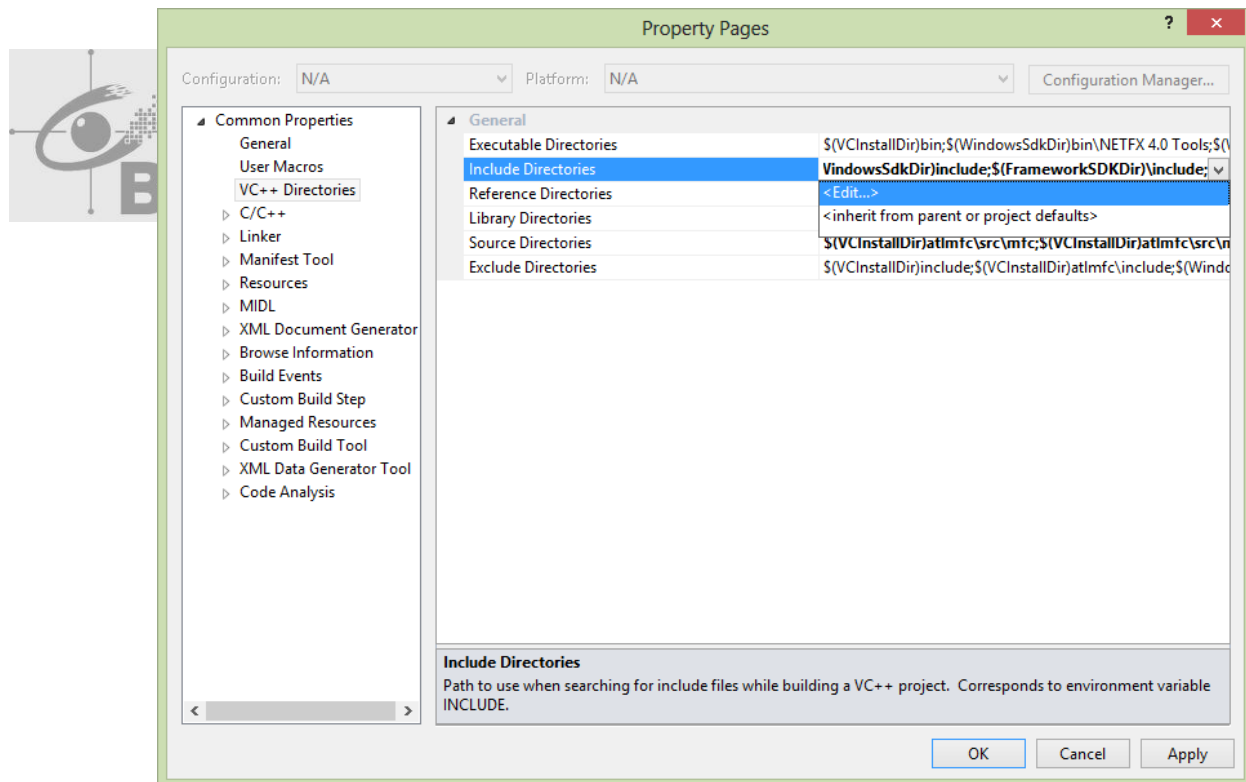 Property Pages
?
×
Configuration: N/A Platform: N/A Configuration Manager...
Common Properties
General
User Macros
VC++ Directories
C/C++
Linker
Manifest Tool
Resources
MIDL
XML Document Generator
Browse Information
Build Events
Custom Build Step
Managed Resources
Custom Build Tool
XML Data Generator Tool
Code Analysis
General
Executable Directories $(VCInstallDir)bin;$(WindowsSdkDir)bin\NETFX 4.0 Tools;$(
Include Directories WindowsSdkDir)include;$(FrameworkSDKDir)\include;
Reference Directories <Edit...>
Library Directories <inherit from parent or project defaults>
Source Directories $(VCInstallDir)atlmfc\src\mfc;$(VCInstallDir)atlmfc\src\
Exclude Directories $(VCInstallDir)include;$(VCInstallDir)atlmfc\include;$(Windo
Include Directories
Path to use when searching for include files while building a VC++ project. Corresponds to environment variable
INCLUDE.
OK Cancel Apply
B